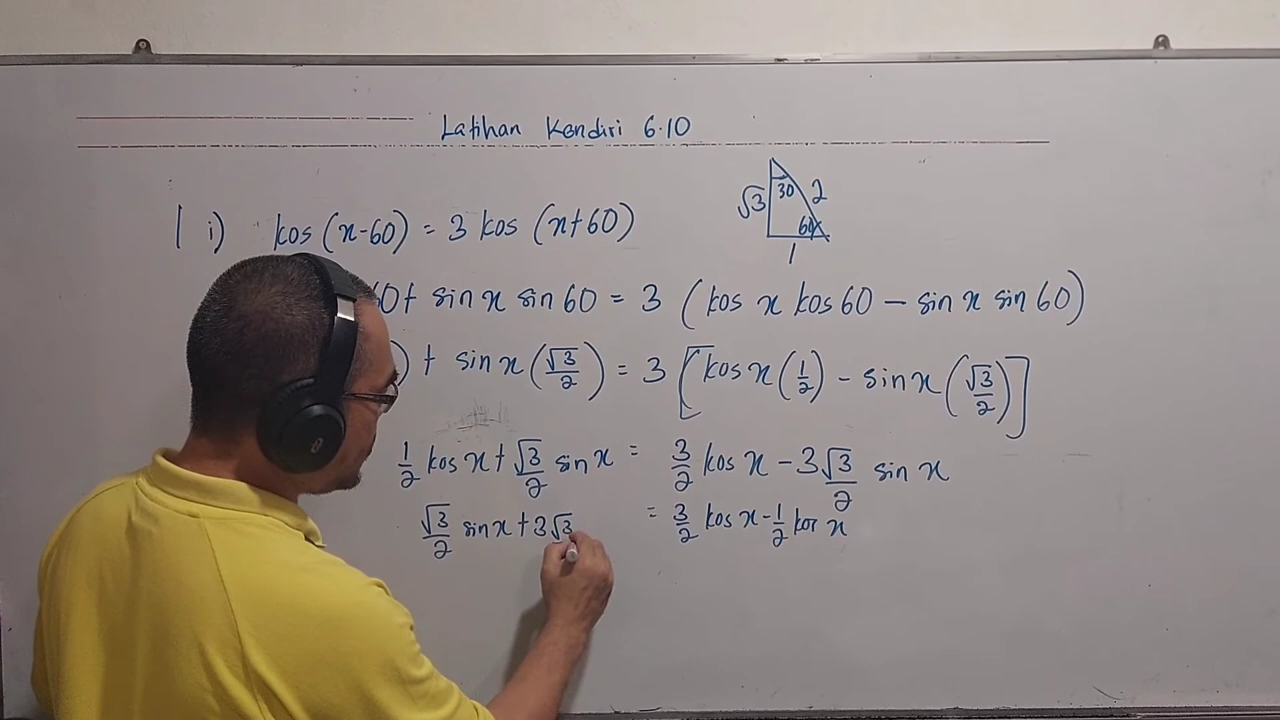 Latihan Kendiri 6.10
√3 30 2
60
1
1 i) kos (x-60) = 3 kos (x+60)
60+ sin x sin 60 = 3 (kos x kos 60 - sin x sin 60)
) + sin x (√3/2) = 3 [kos x (1/2) - sin x (√3/2)]
1/2 kos x + √3/2 sin x = 3/2 kos x - 3√3/2 sin x
√3/2 sin x + 3√3 = 3/2 kos x - 1/2 kos x